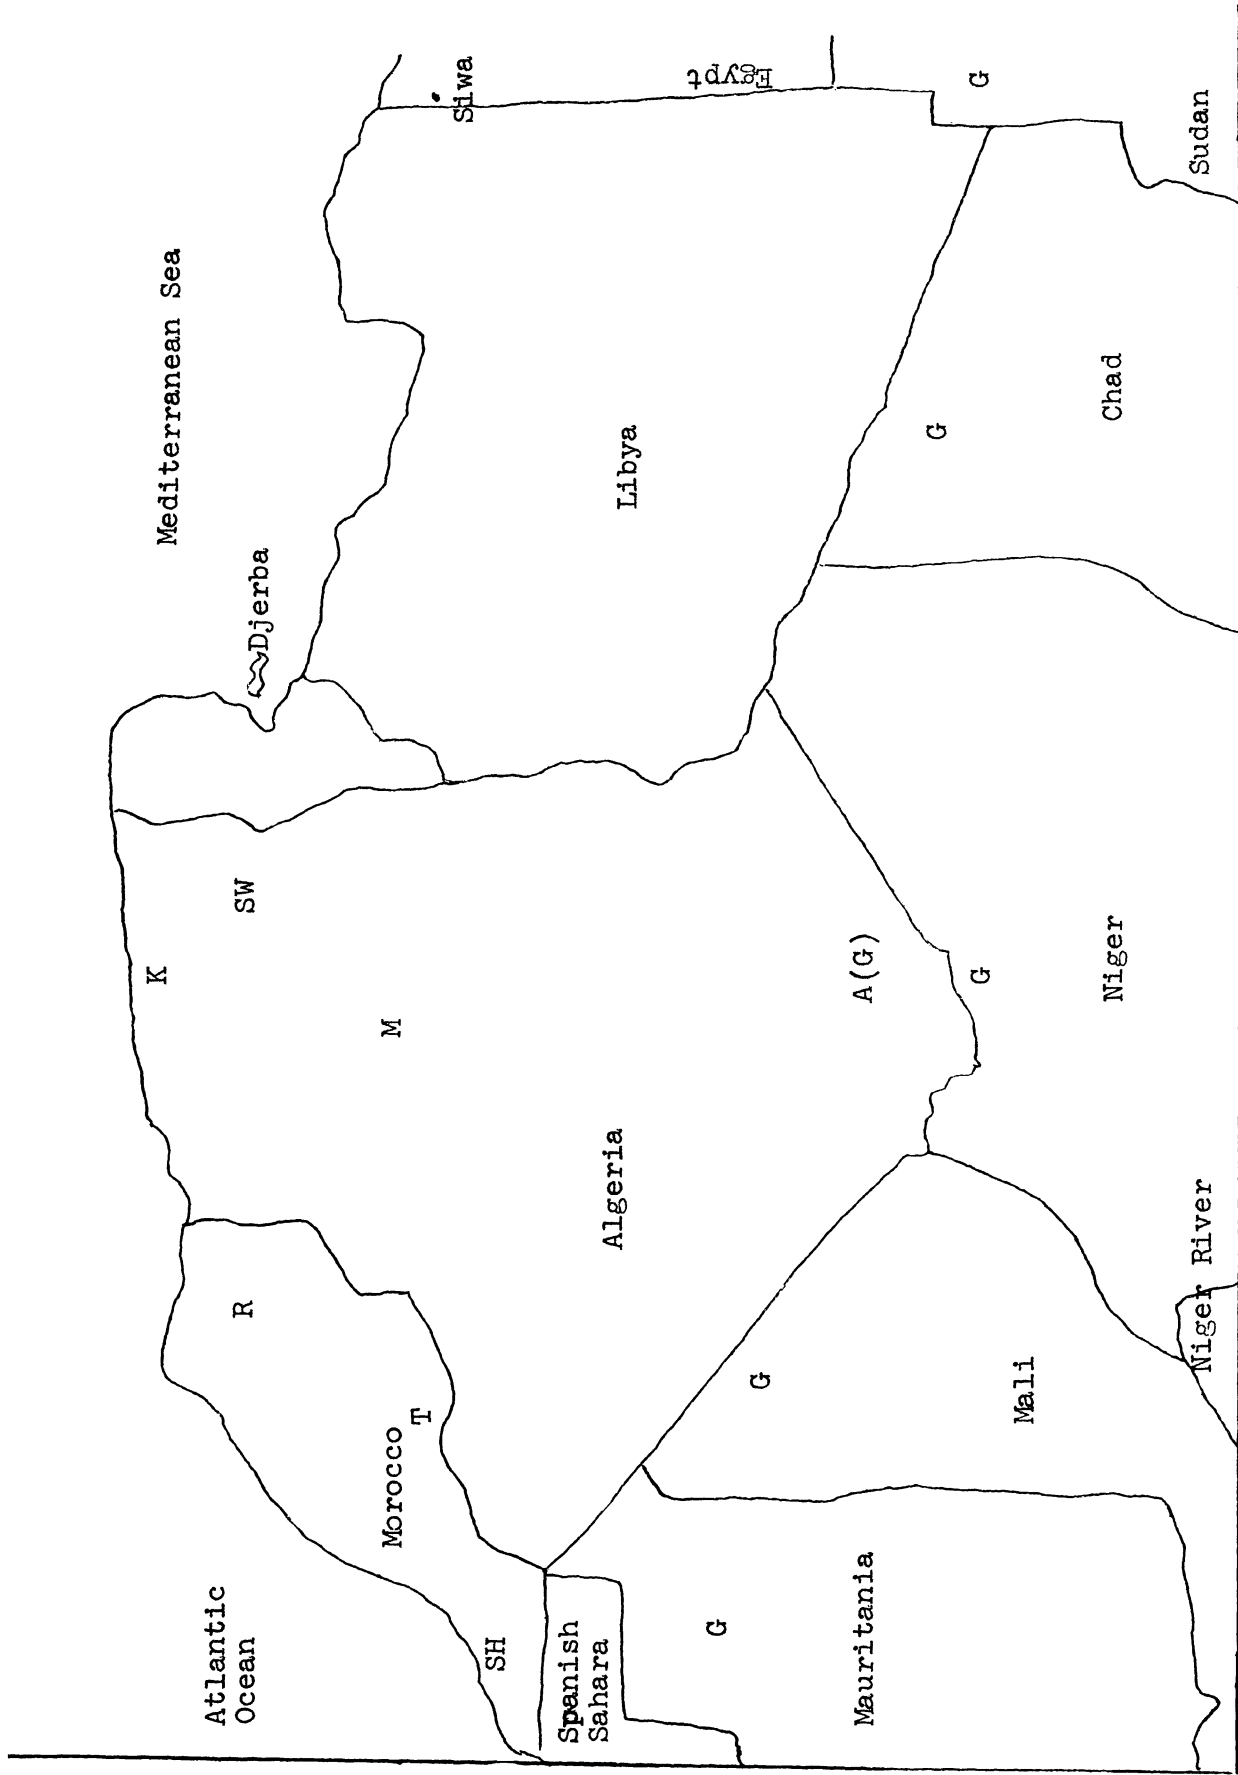 Atlantic
Ocean
Mediterranean Sea
Djerba
K
SW
R
M
Morocco
T
SH
Siwa
Spanish
Sahara
Algeria
Libya
Egypt
G
G
Mauritania
A(G)
G
G
G
Mali
Niger
Chad
Niger River
Sudan